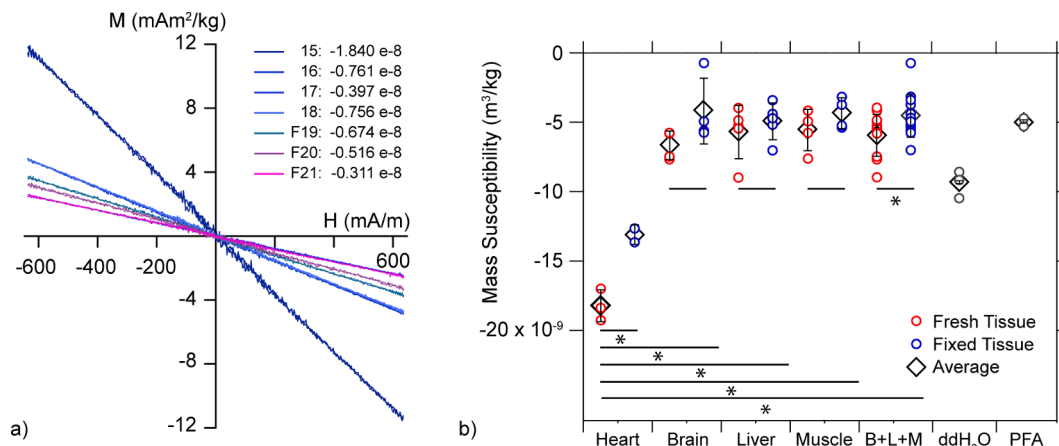 M (mAm²/kg)
12
8
4
-4
-8
-12
15: -1.840 e-8
16: -0.761 e-8
17: -0.397 e-8
18: -0.756 e-8
F19: -0.674 e-8
F20: -0.516 e-8
F21: -0.311 e-8
H (mA/m)
-600 -400 -200 600
a)
Mass Susceptibility (m³/kg)
0
-5
-10
-15
-20 x 10⁻⁹
*
*
*
*
*
*
Fresh Tissue
Fixed Tissue
Average
Heart Brain Liver Muscle B+L+M ddH₂O PFA
b)